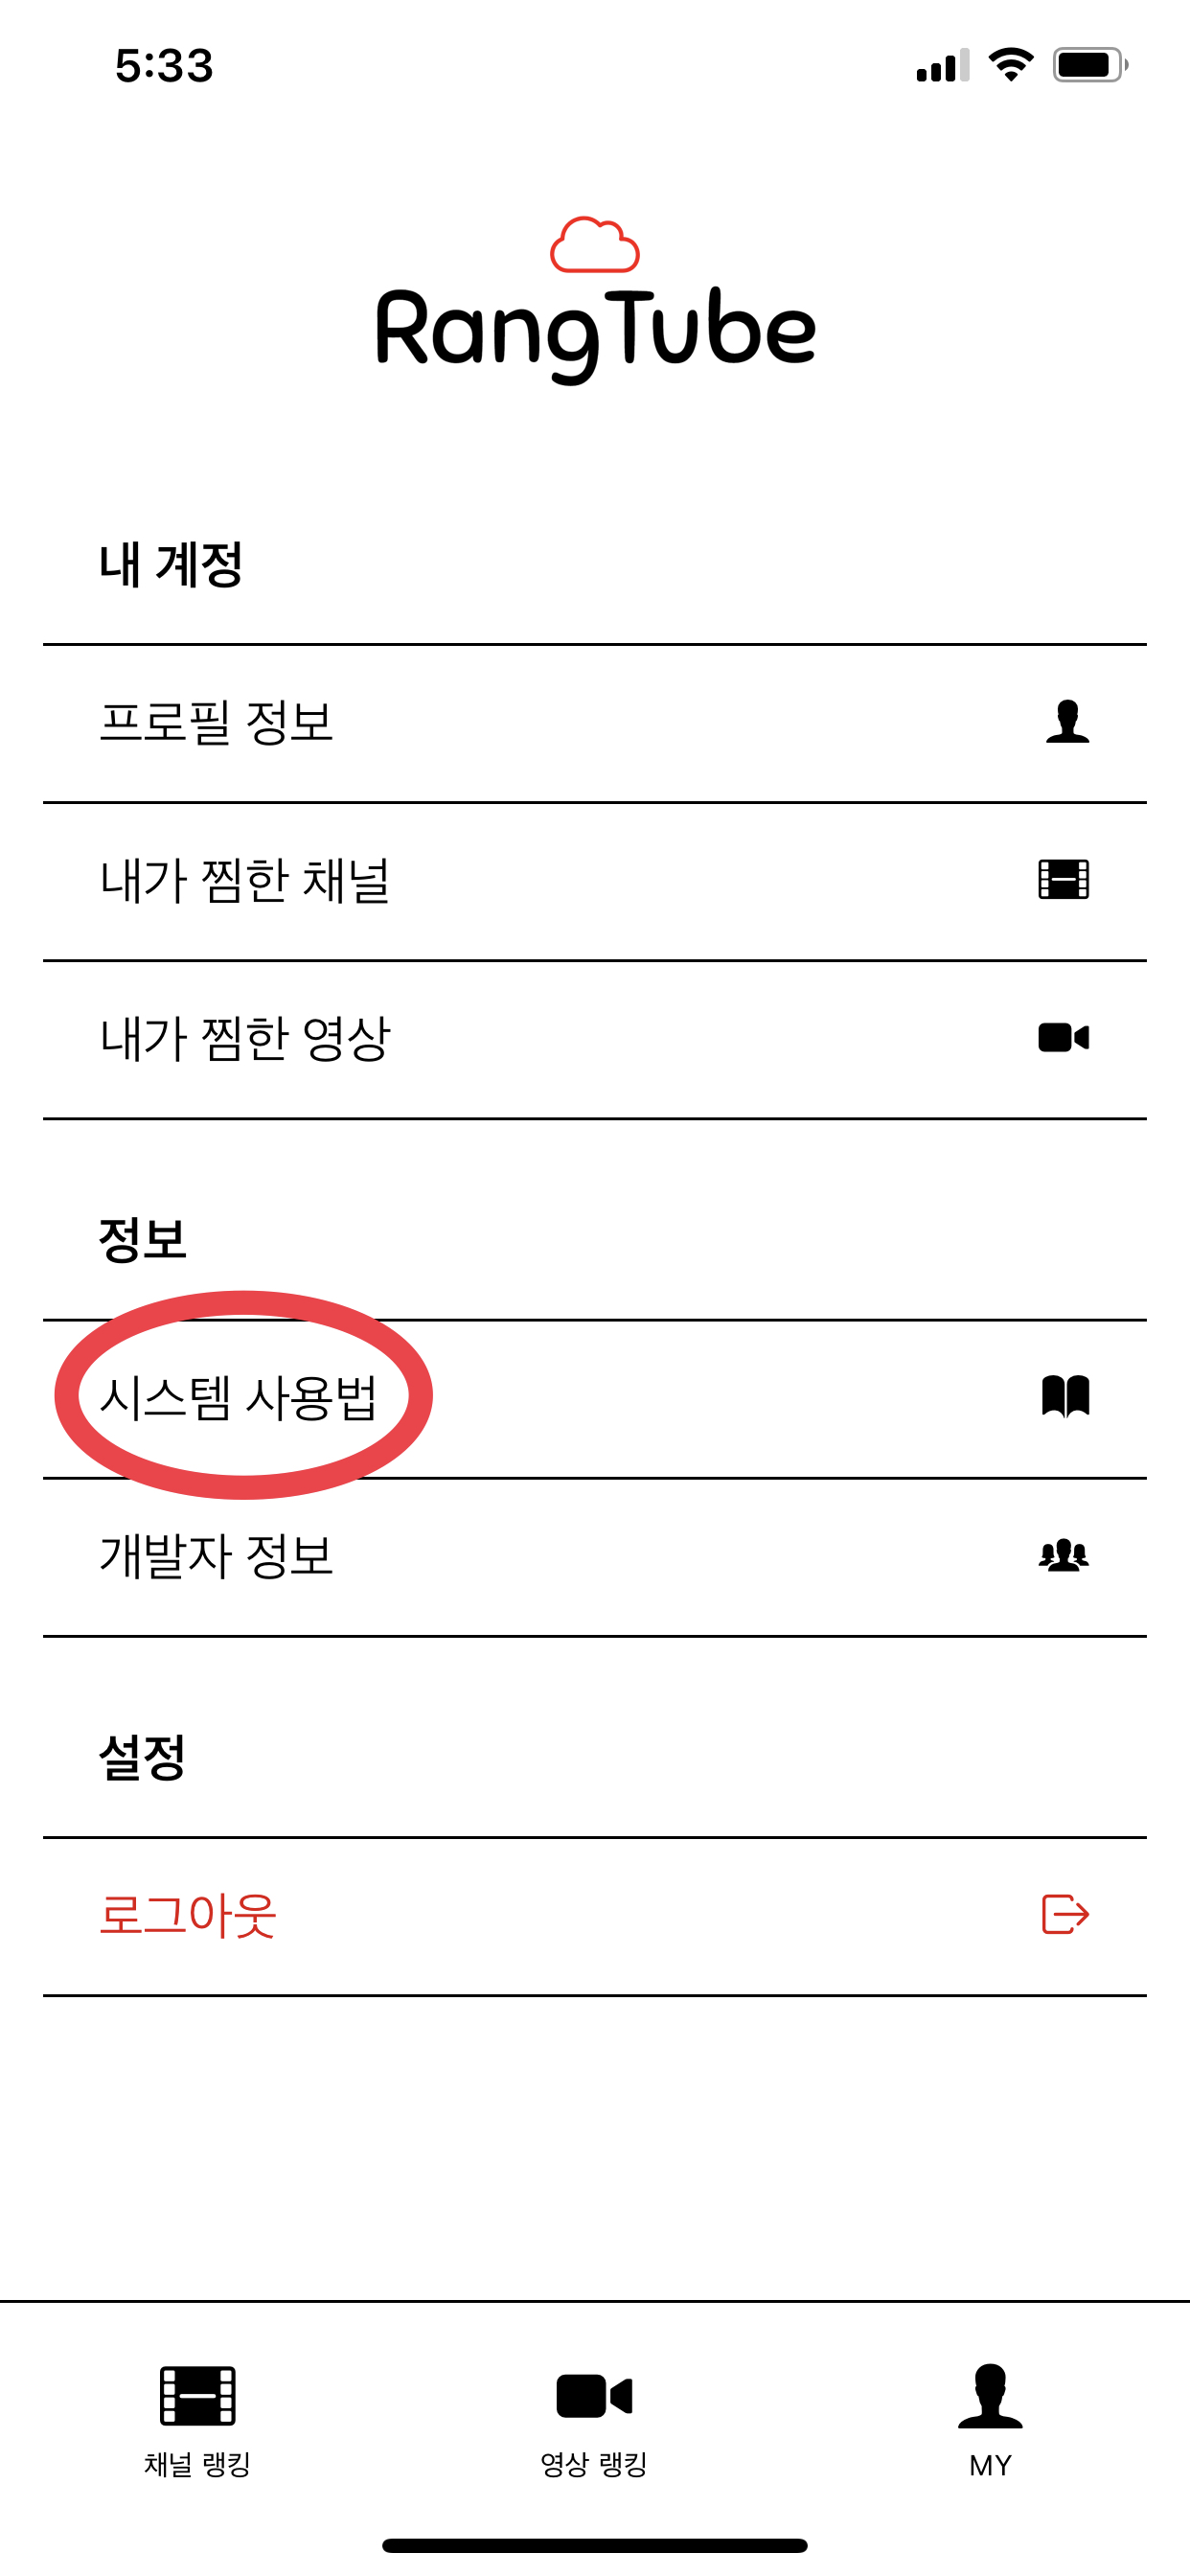 5:33
RangTube
내 계정
프로필 정보
내가 찜한 채널
내가 찜한 영상
정보
시스템 사용법
개발자 정보
설정
로그아웃
채널 랭킹
영상 랭킹
MY